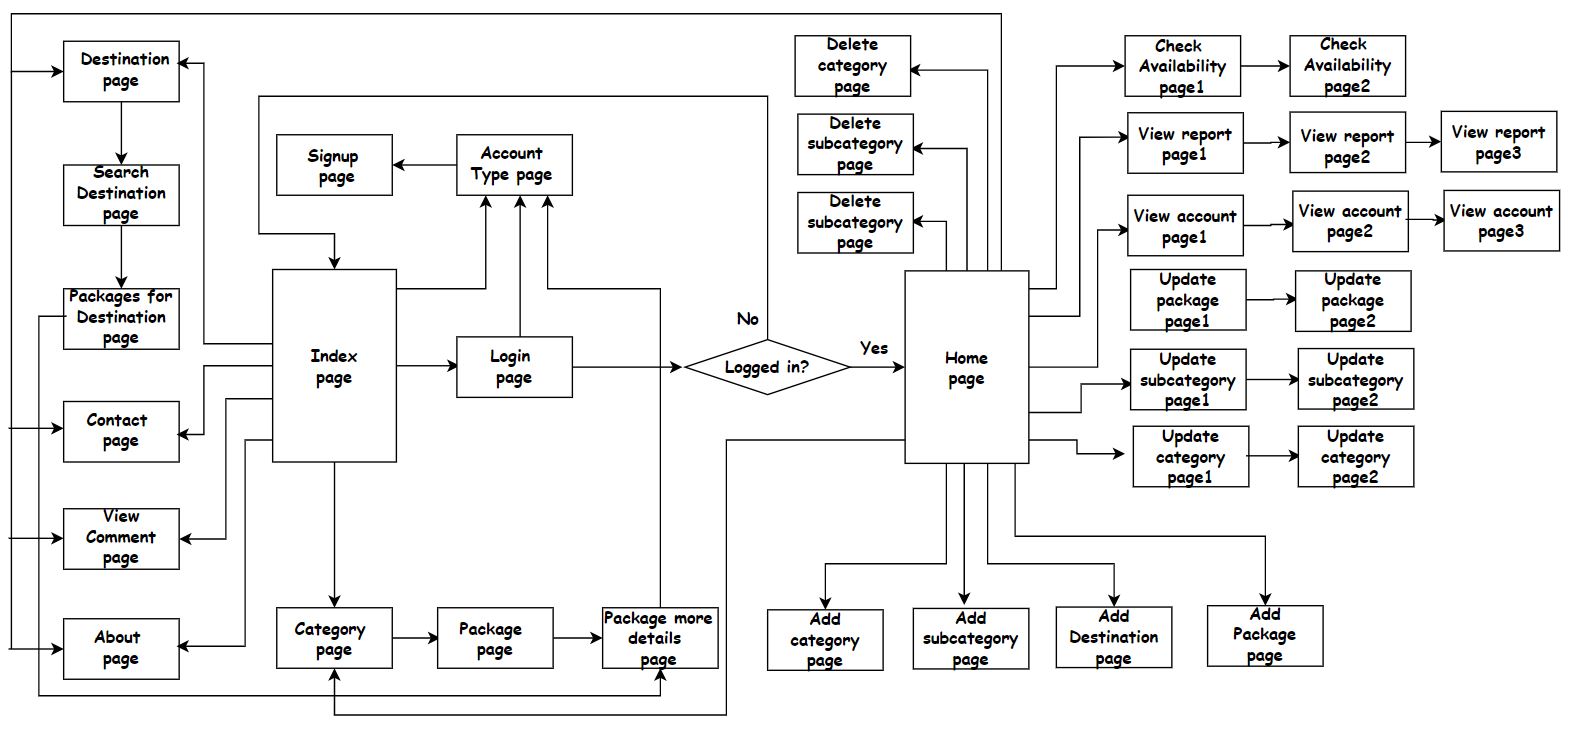 Destination
page
Search
Destination
page
Packages for
Destination
page
Contact
page
View
Comment
page
About
page
Signup
page
Account
Type page
Index
page
Login
page
Category
page
Package
page
Package more
details
page
No
Logged in?
Yes
Delete
category
page
Delete
subcategory
page
Delete
subcategory
page
Home
page
Check
Availability
page1
Check
Availability
page2
View report
page1
View report
page2
View report
page3
View account
page1
View account
page2
View account
page3
Update
package
page1
Update
package
page2
Update
subcategory
page1
Update
subcategory
page2
Update
category
page1
Update
category
page2
Add
category
page
Add
subcategory
page
Add
Destination
page
Add
Package
page